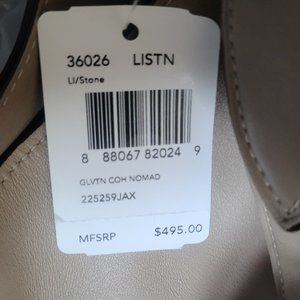 36026 LISTN
LI/Stone
8 88067 82024 9
GLVTN COH NOMAD
225259JAX
MFSRP $495.00